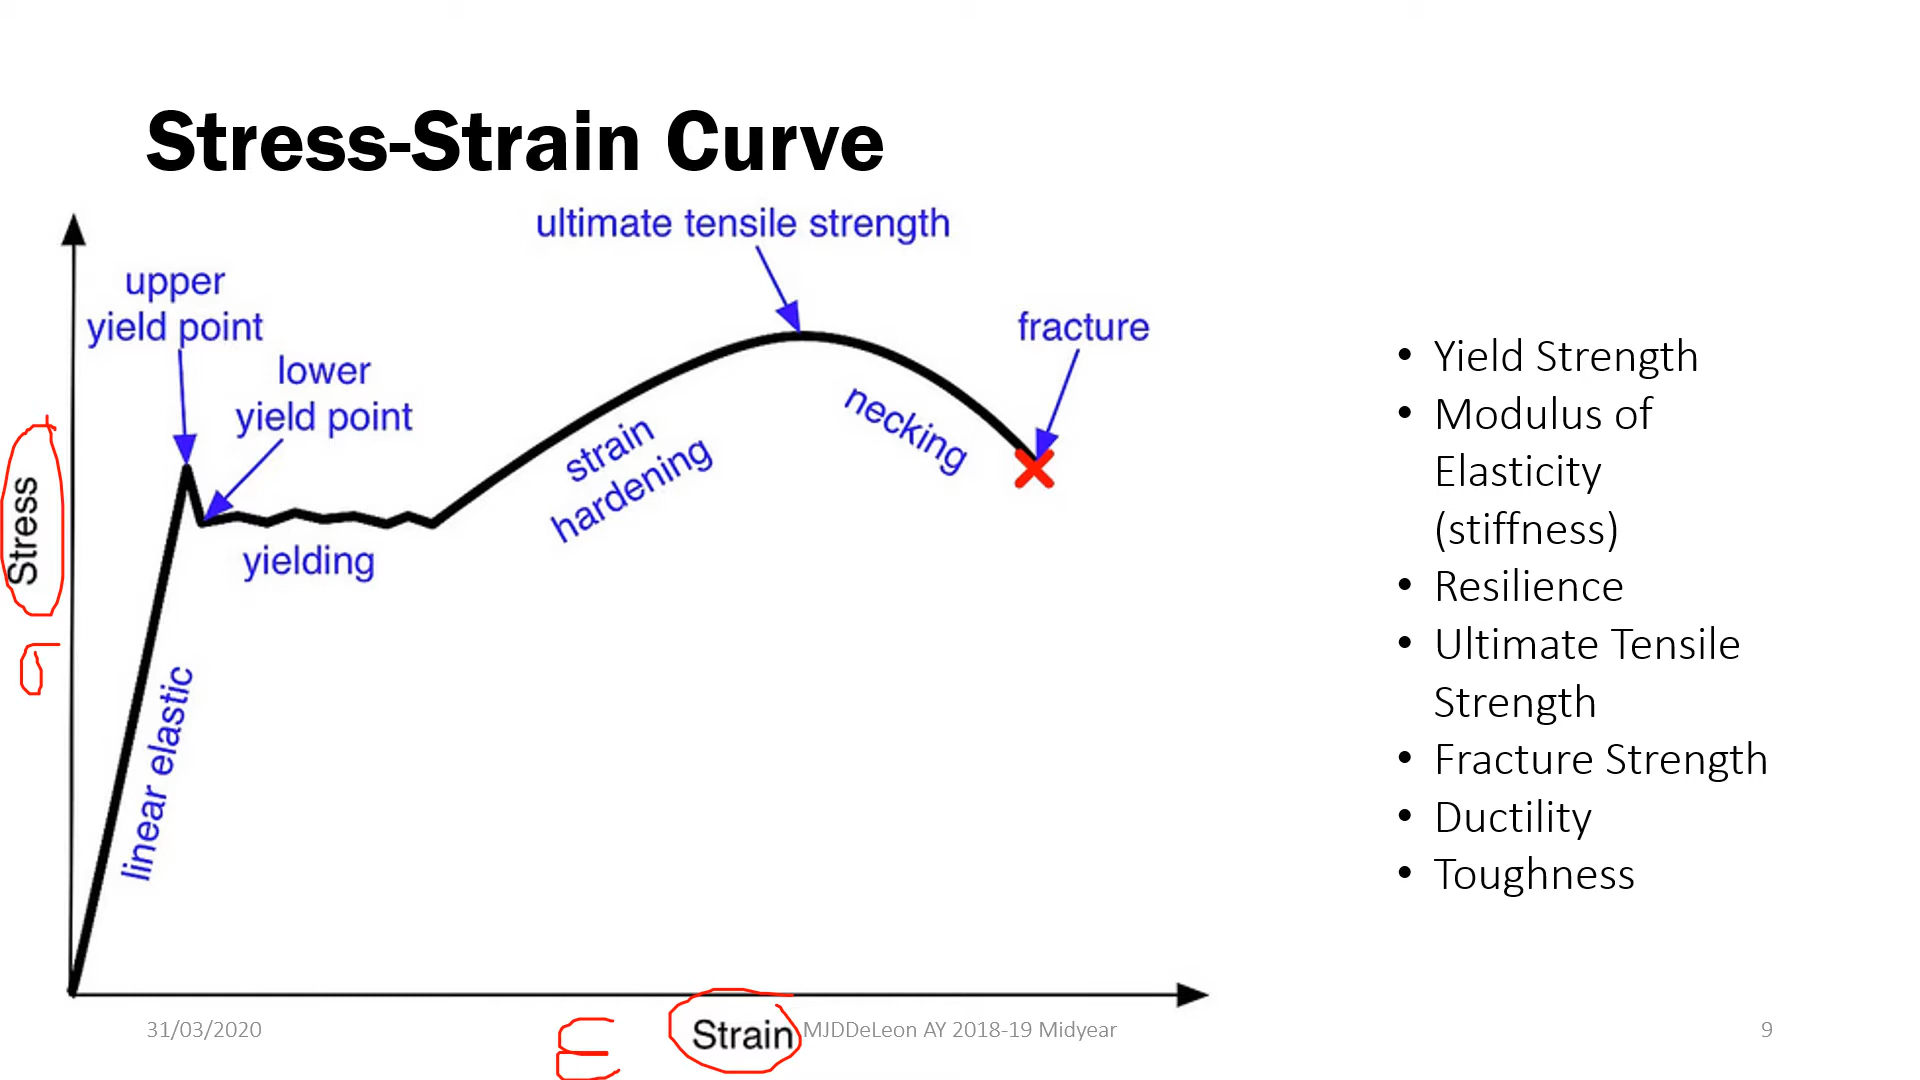 Stress-Strain Curve
ultimate tensile strength
upper
yield point
fracture
lower
yield point
necking
strain
hardening
Stress
yielding
σ
linear elastic
• Yield Strength
• Modulus of
Elasticity
(stiffness)
• Resilience
• Ultimate Tensile
Strength
• Fracture Strength
• Ductility
• Toughness
Strain
ε
31/03/2020
MJDDeLeon AY 2018-19 Midyear
9